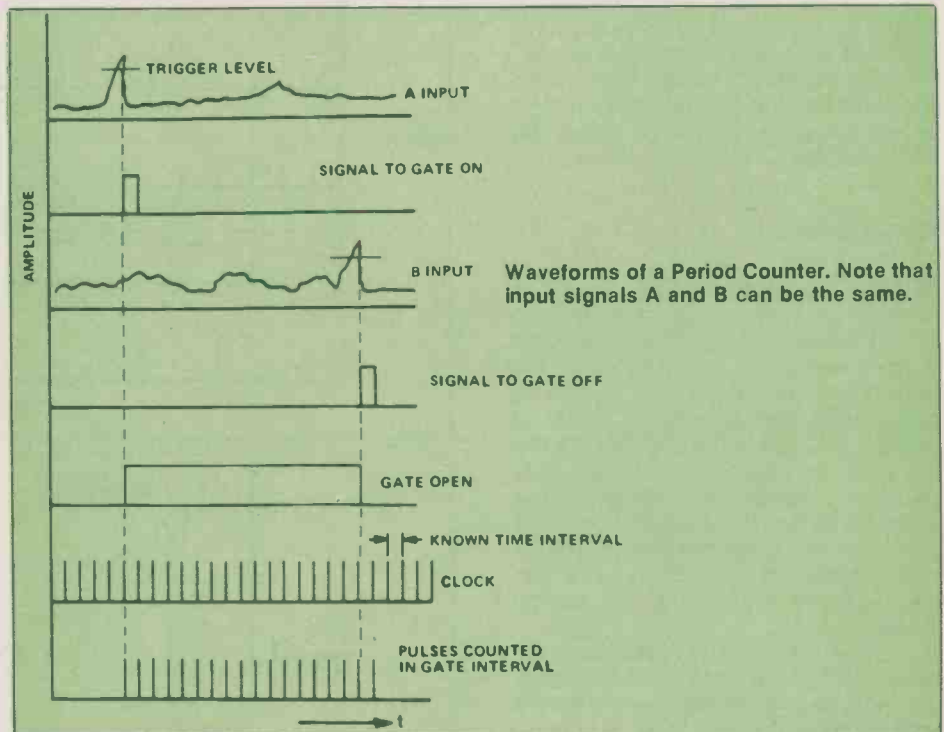 AMPLITUDE
TRIGGER LEVEL
A INPUT
SIGNAL TO GATE ON
B INPUT
Waveforms of a Period Counter. Note that
input signals A and B can be the same.
SIGNAL TO GATE OFF
GATE OPEN
KNOWN TIME INTERVAL
CLOCK
PULSES COUNTED
IN GATE INTERVAL
t